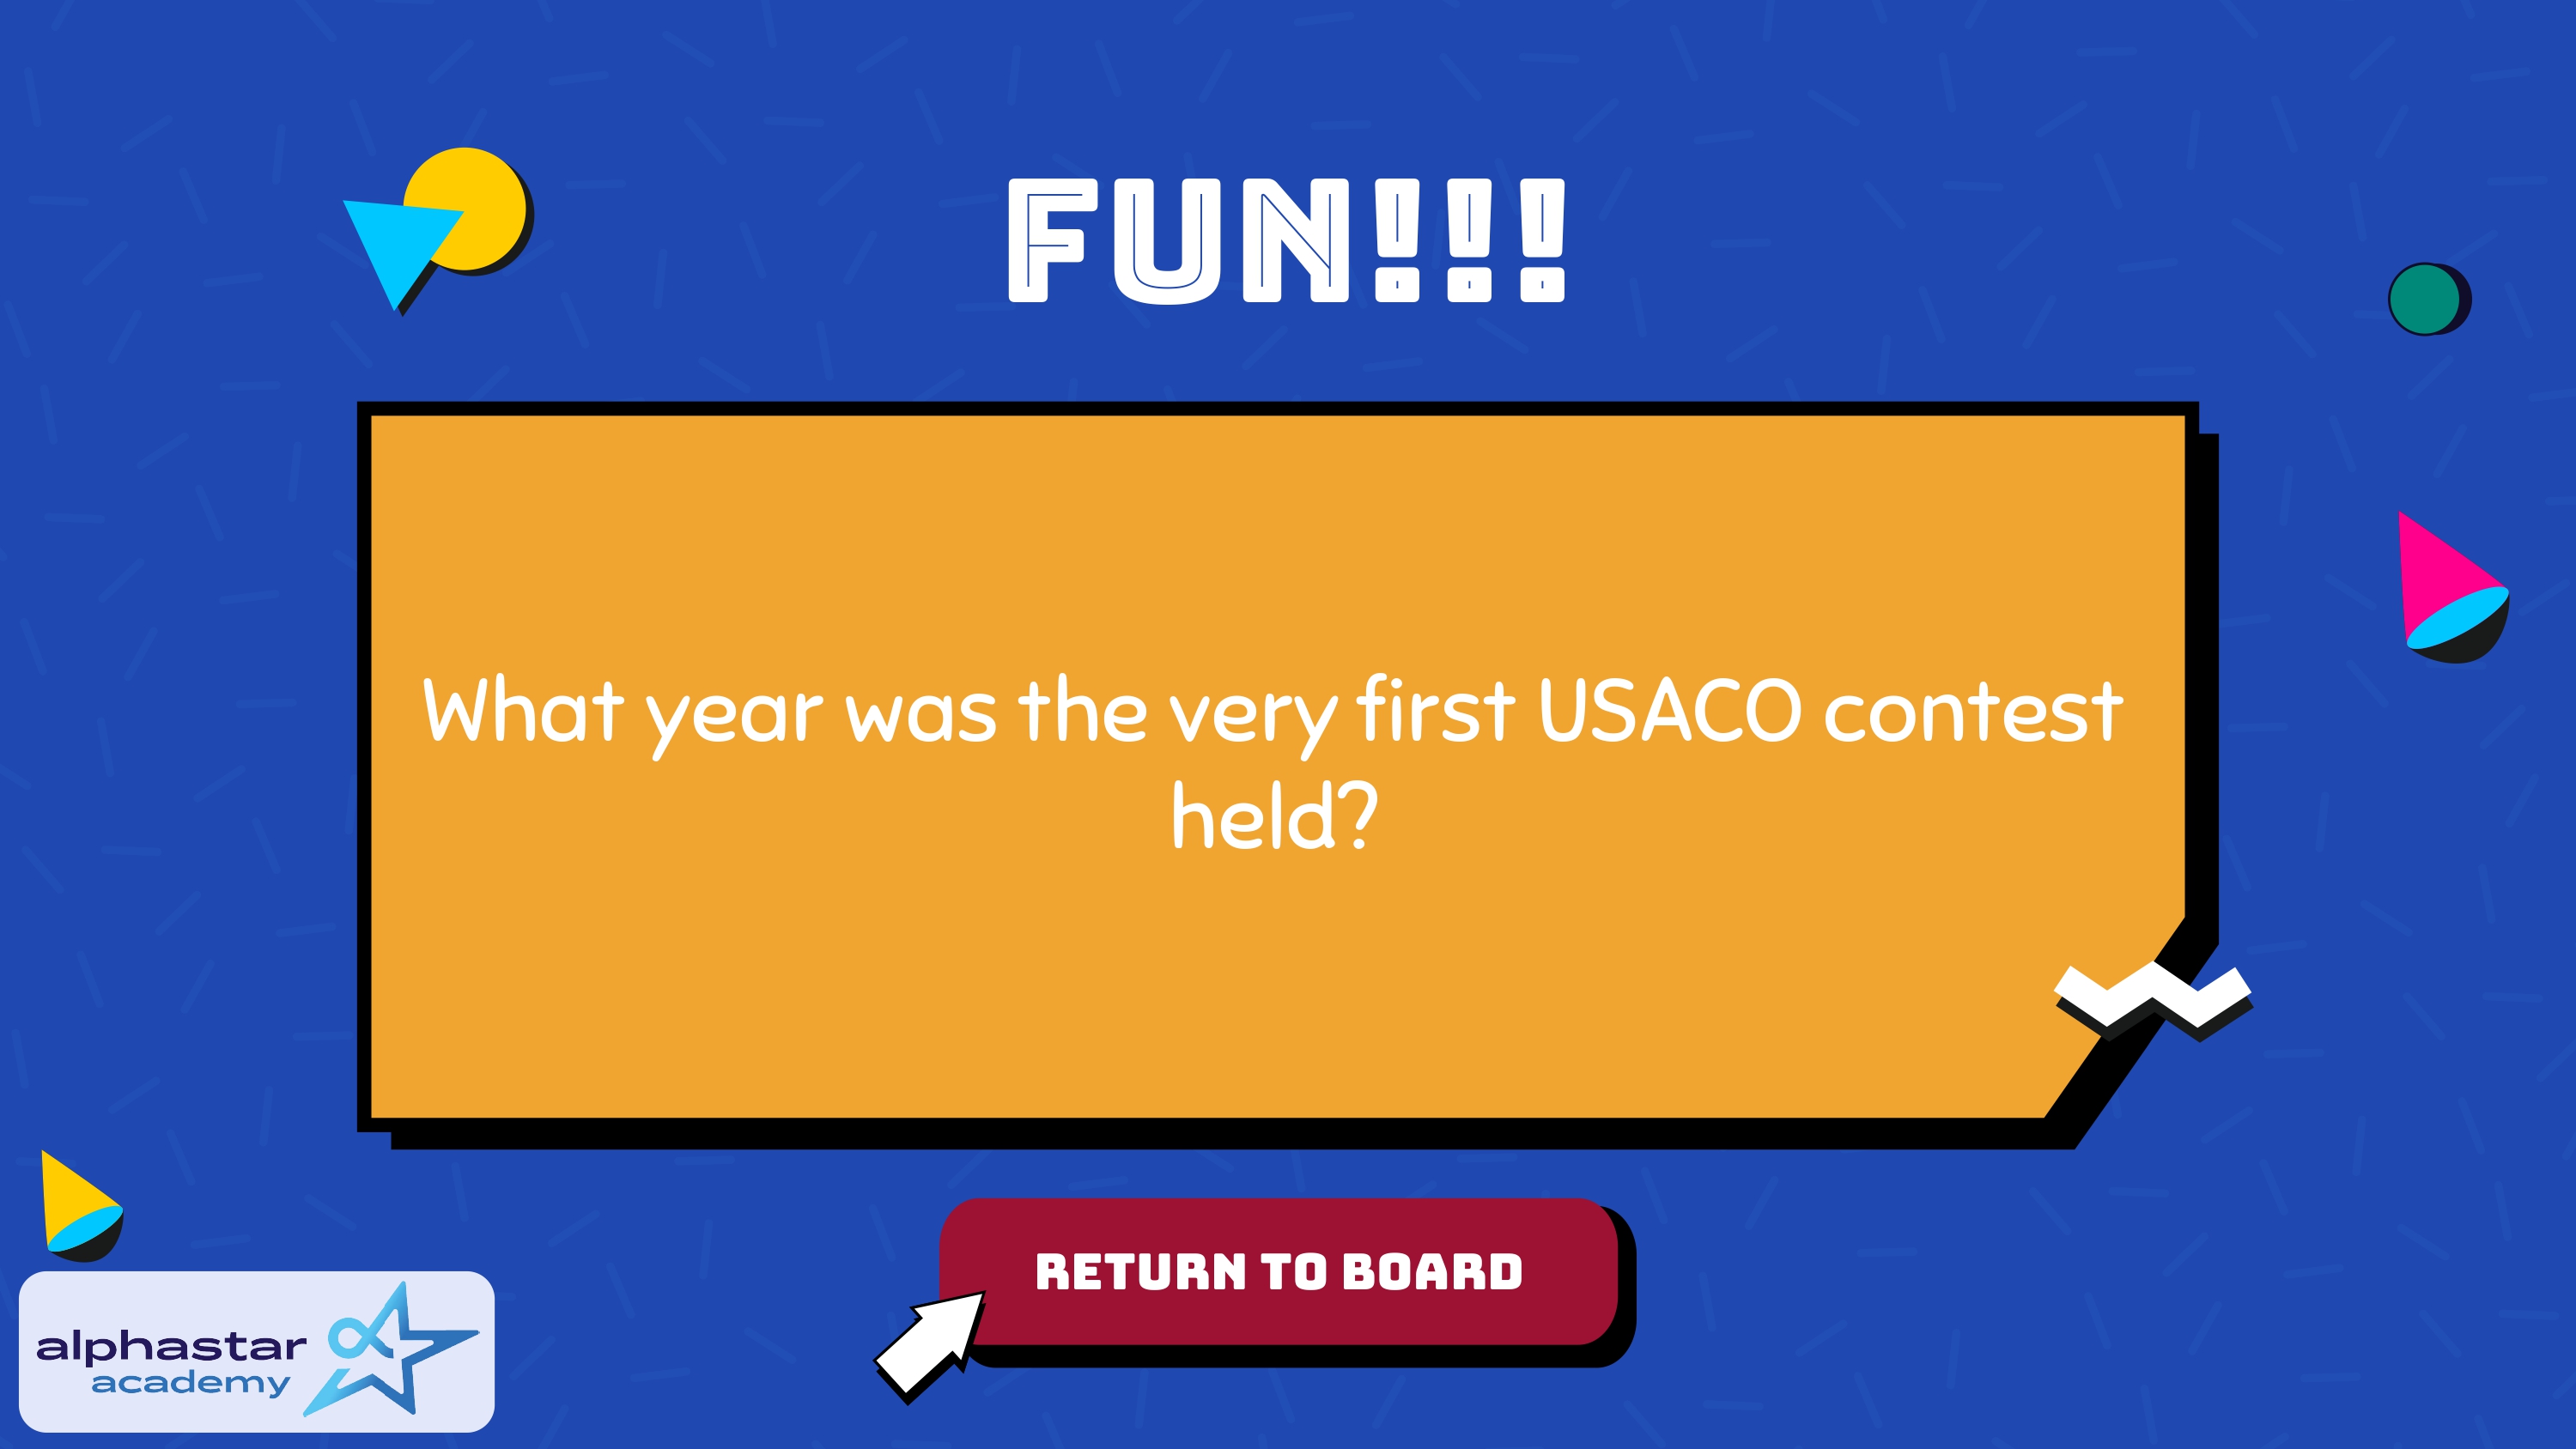 FUN!!!
What year was the very first USACO contest
held?
RETURN TO BOARD
alphastar
academy